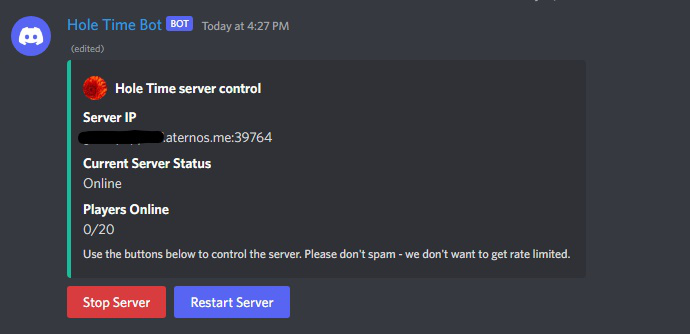 Hole Time Bot BOT Today at 4:27 PM
(edited)
Hole Time server control
Server IP
.aternos.me:39764
Current Server Status
Online
Players Online
0/20
Use the buttons below to control the server. Please don't spam - we don't want to get rate limited.
Stop Server Restart Server